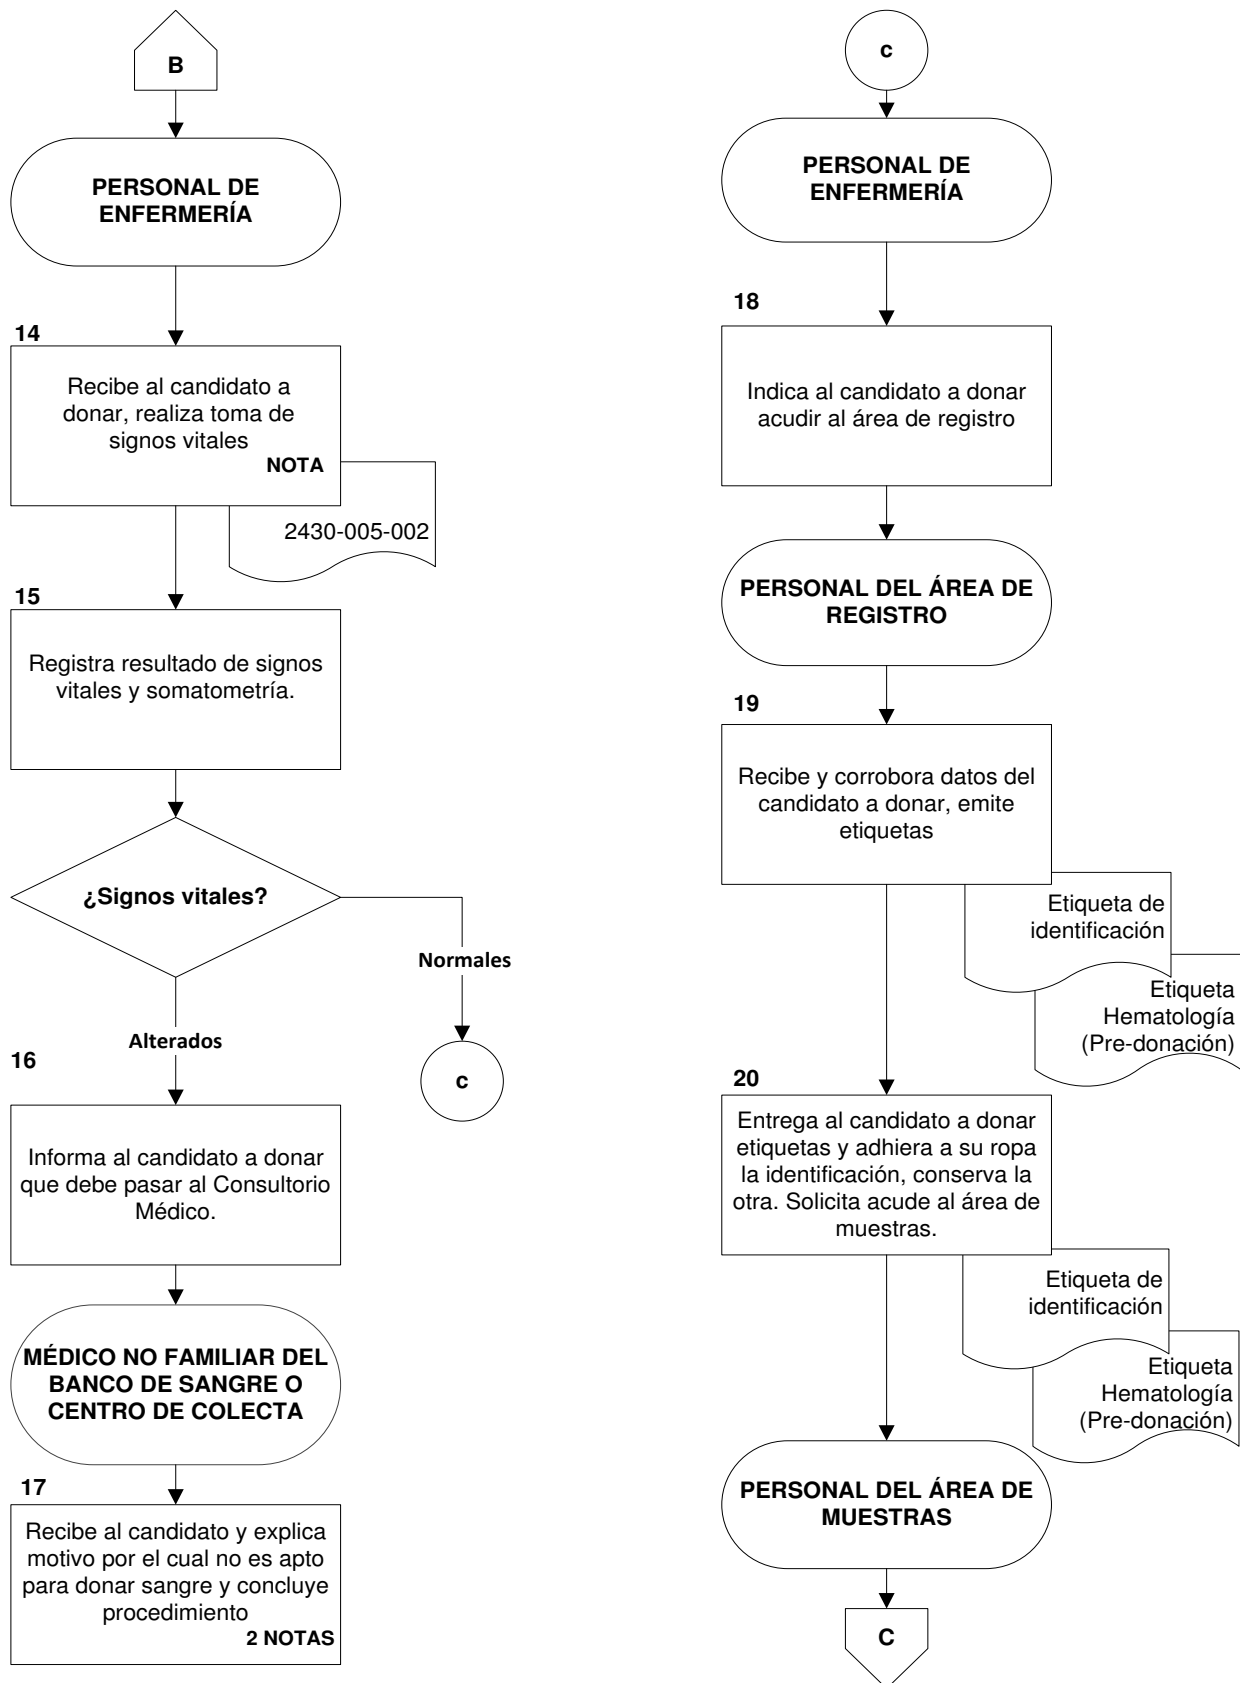 B
PERSONAL DE
ENFERMERÍA
14
Recibe al candidato a
donar, realiza toma de
signos vitales
NOTA
2430-005-002
15
Registra resultado de signos
vitales y somatometría.
¿Signos vitales?
Normales
Alterados
c
16
Informa al candidato a donar
que debe pasar al Consultorio
Médico.
MÉDICO NO FAMILIAR DEL
BANCO DE SANGRE O
CENTRO DE COLECTA
17
Recibe al candidato y explica
motivo por el cual no es apto
para donar sangre y concluye
procedimiento
2 NOTAS
c
PERSONAL DE
ENFERMERÍA
18
Indica al candidato a donar
acudir al área de registro
PERSONAL DEL ÁREA DE
REGISTRO
19
Recibe y corrobora datos del
candidato a donar, emite
etiquetas
Etiqueta de
identificación
Etiqueta
Hematología
(Pre-donación)
20
Entrega al candidato a donar
etiquetas y adhiera a su ropa
la identificación, conserva la
otra. Solicita acude al área de
muestras.
Etiqueta de
identificación
Etiqueta
Hematología
(Pre-donación)
PERSONAL DEL ÁREA DE
MUESTRAS
C